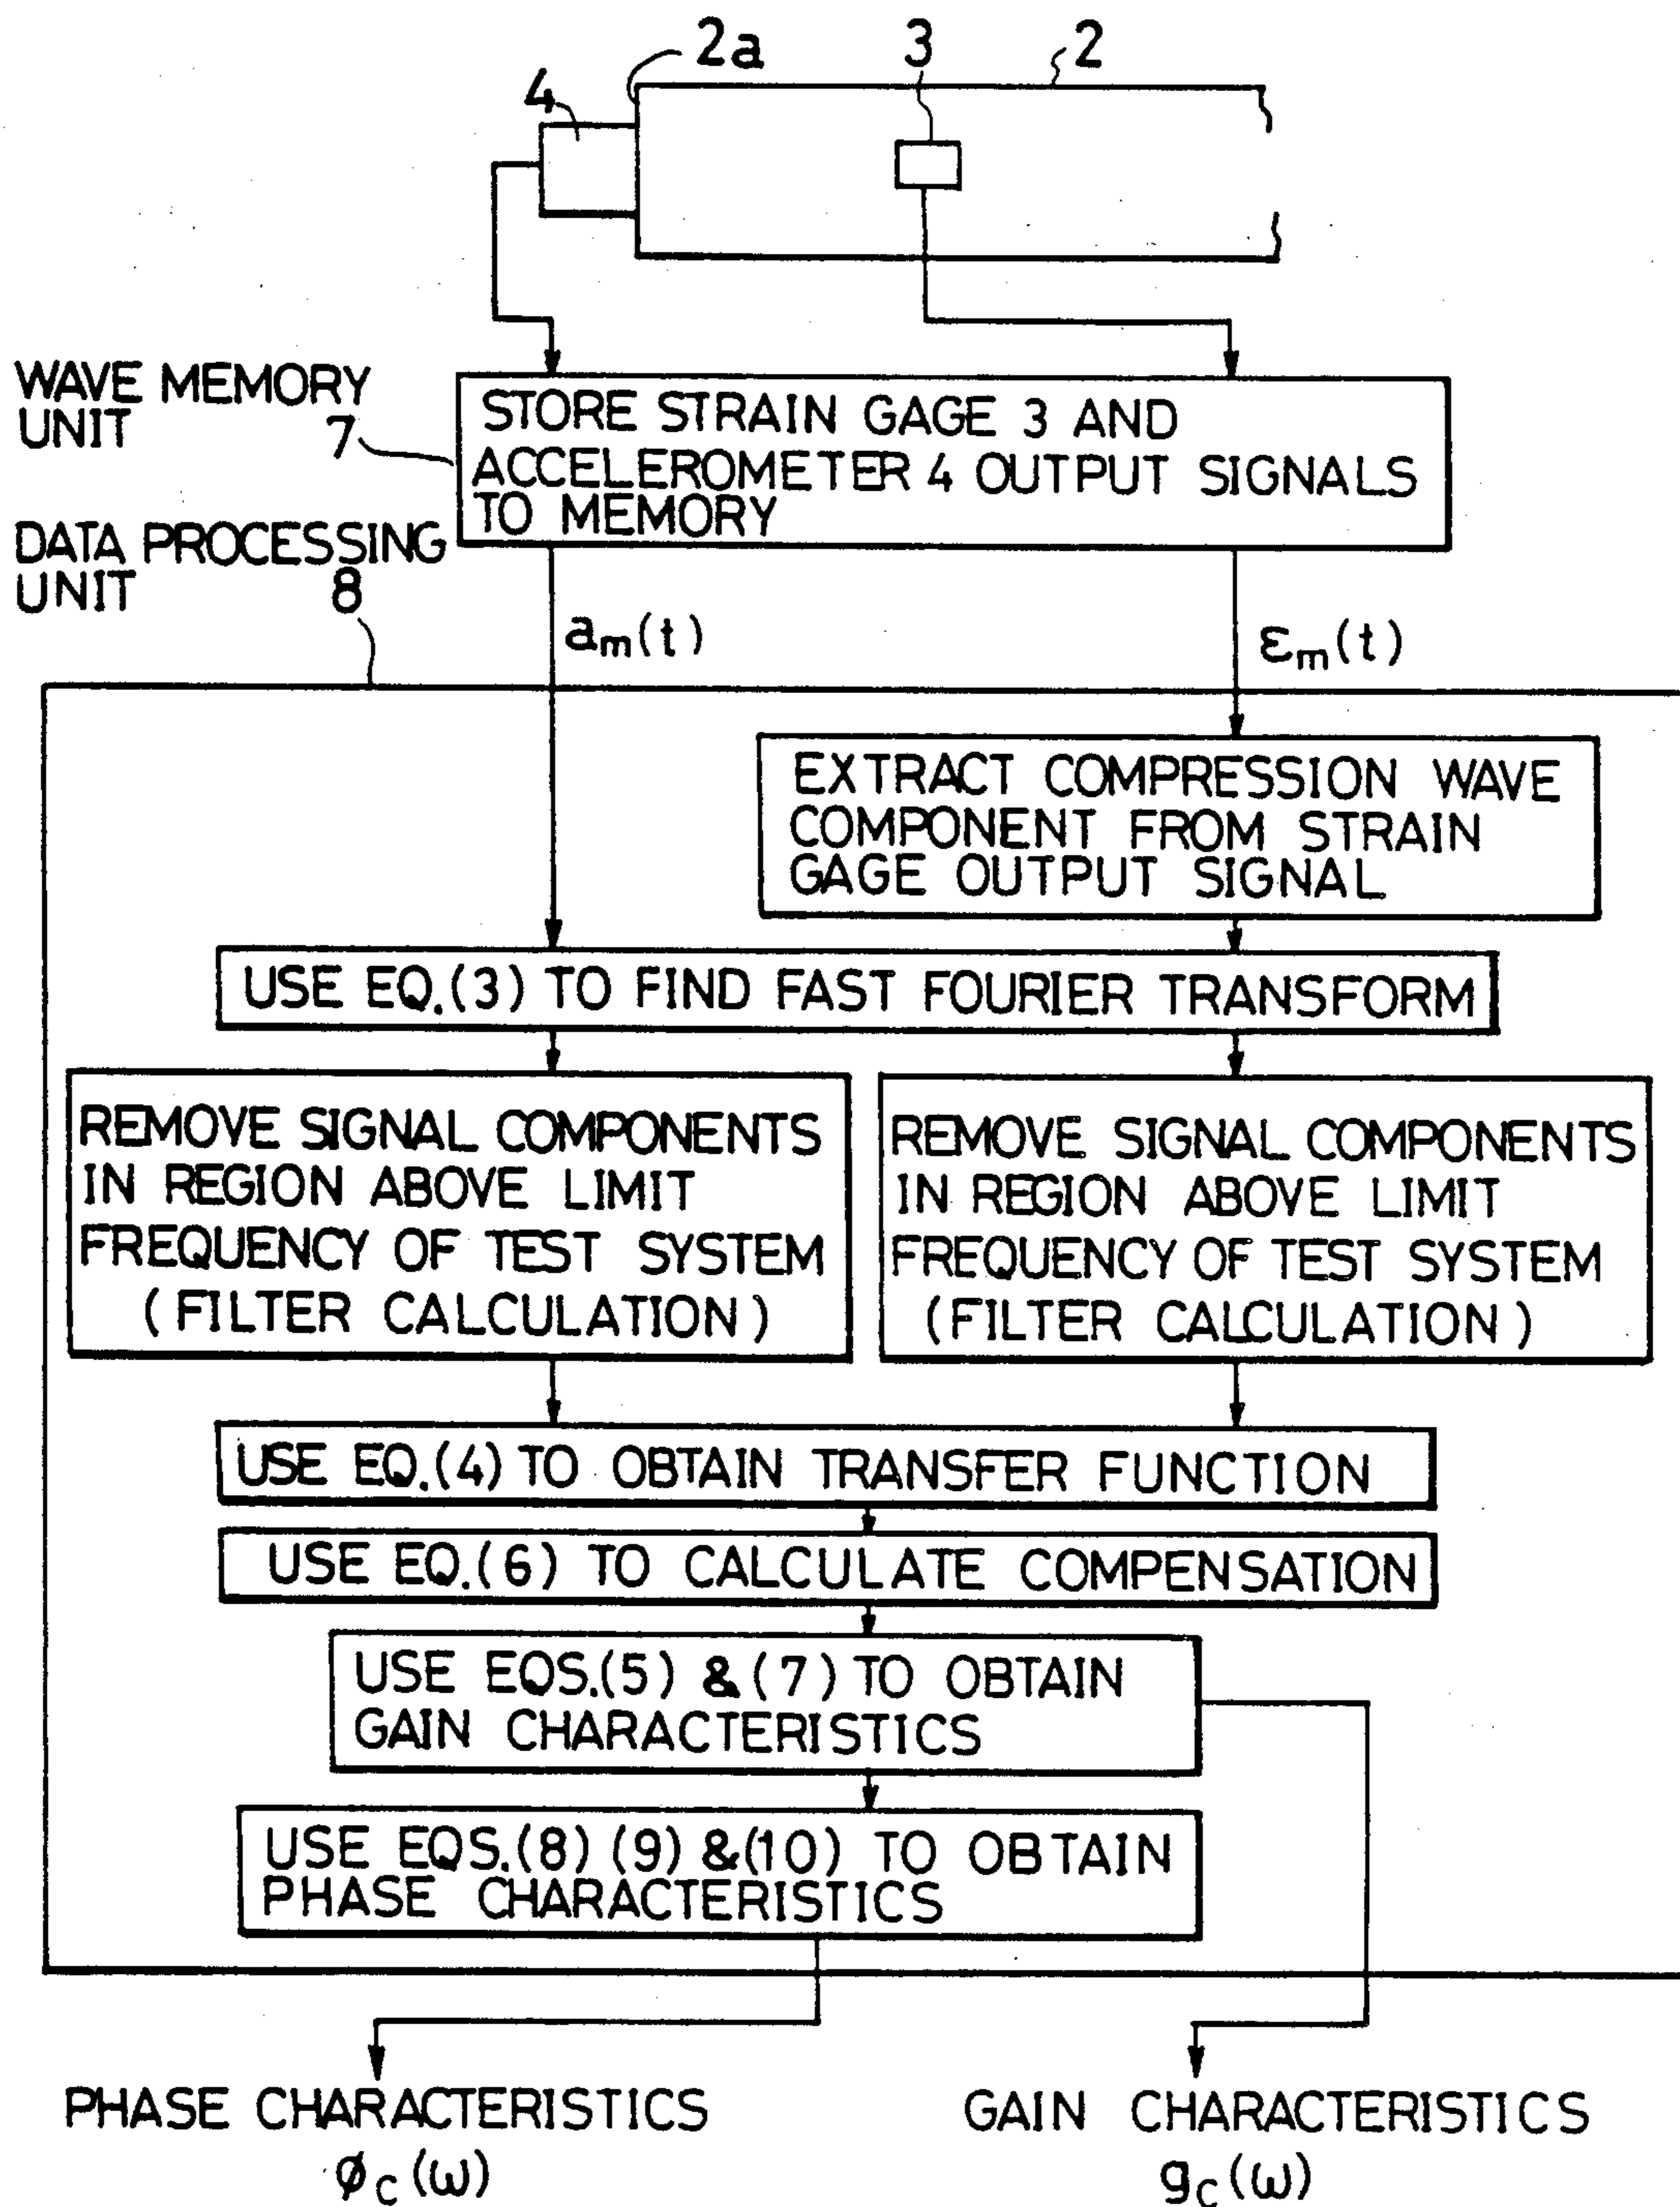 2a
3
2
4
WAVE MEMORY
UNIT
7
STORE STRAIN GAGE 3 AND
ACCELEROMETER 4 OUTPUT SIGNALS
TO MEMORY
DATA PROCESSING
UNIT
8
am(t)
εm(t)
EXTRACT COMPRESSION WAVE
COMPONENT FROM STRAIN
GAGE OUTPUT SIGNAL
USE EQ.(3) TO FIND FAST FOURIER TRANSFORM
REMOVE SIGNAL COMPONENTS
IN REGION ABOVE LIMIT
FREQUENCY OF TEST SYSTEM
(FILTER CALCULATION)
REMOVE SIGNAL COMPONENTS
IN REGION ABOVE LIMIT
FREQUENCY OF TEST SYSTEM
(FILTER CALCULATION)
USE EQ.(4) TO OBTAIN TRANSFER FUNCTION
USE EQ.(6) TO CALCULATE COMPENSATION
USE EQS.(5) &(7) TO OBTAIN
GAIN CHARACTERISTICS
USE EQS.(8) (9) &(10) TO OBTAIN
PHASE CHARACTERISTICS
PHASE CHARACTERISTICS
øc(ω)
GAIN CHARACTERISTICS
gc(ω)